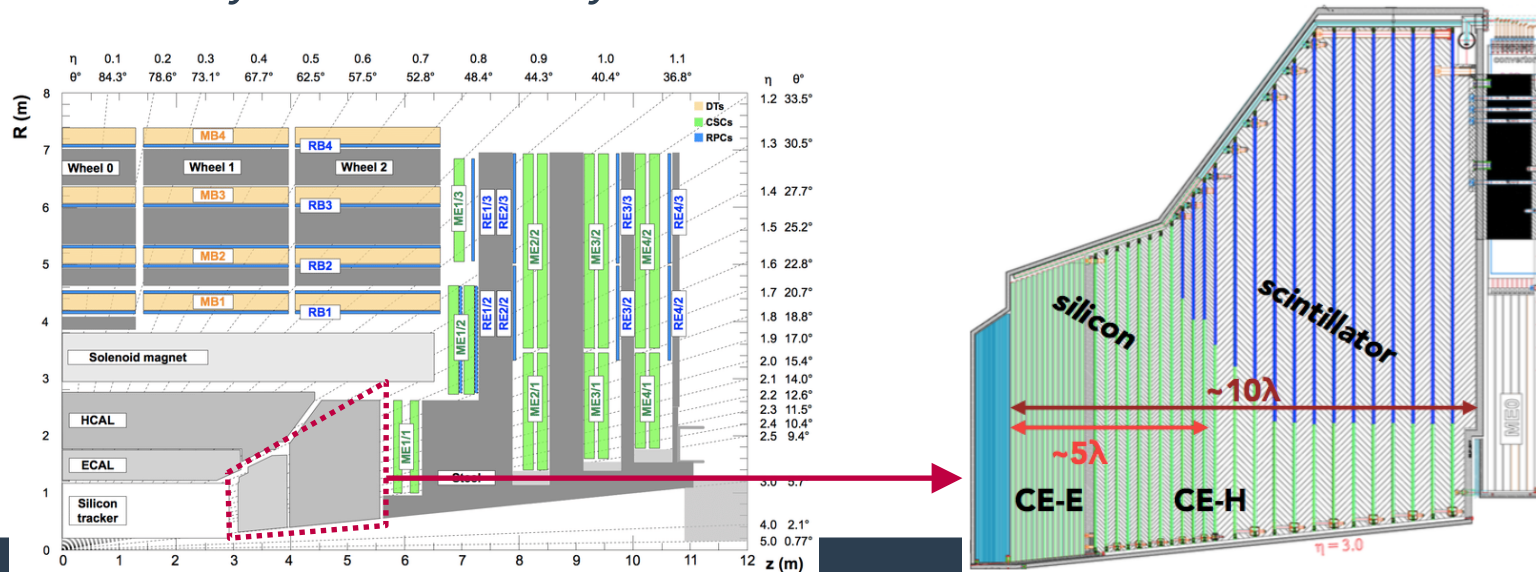 η 0.1 0.2 0.3 0.4 0.5 0.6 0.7 0.8 0.9 1.0 1.1
θ° 84.3° 78.6° 73.1° 67.7° 62.5° 57.5° 52.8° 48.4° 44.3° 40.4° 36.8°
η θ°
R (m)
8
7
6
5
4
3
2
1
0
0 1 2 3 4 5 6 7 8 9 10 11 12 z (m)
DTs
CSCs
RPCs
1.2 33.5°
1.3 30.5°
1.4 27.7°
1.5 25.2°
1.6 22.8°
1.7 20.7°
1.8 18.8°
1.9 17.0°
2.0 15.4°
2.1 14.0°
2.2 12.6°
2.3 11.5°
2.4 10.4°
2.5 9.4°
3.0 5.7°
4.0 2.1°
5.0 0.77°
MB4
RB4
Wheel 0 Wheel 1 Wheel 2
MB3
RB3
MB2
RB2
MB1
RB1
Solenoid magnet
HCAL
ECAL
Silicon
tracker
Steel
ME1/3
RE1/3
RE2/3
ME2/2
ME3/2
RE3/3
ME4/2
RE4/3
ME1/2
RE1/2
RE2/2
RE3/2
RE4/2
ME1/1
ME2/1
ME3/1
ME4/1
silicon
scintillator
~10λ
~5λ
CE-E
CE-H
η = 3.0
ME0